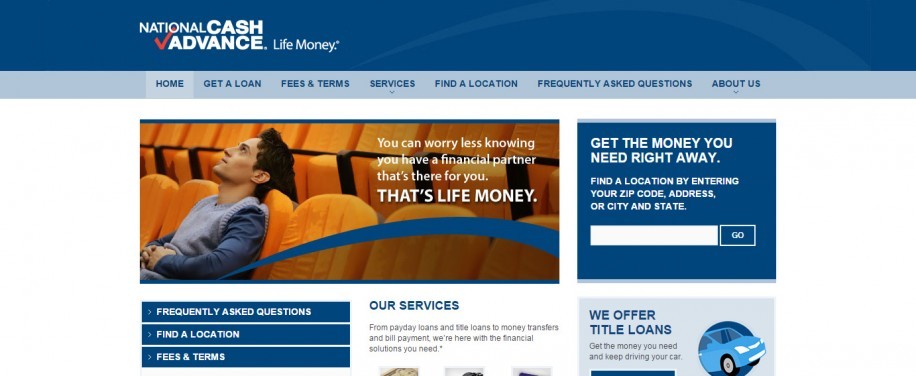 NATIONAL CASH
ADVANCE. Life Money.®
HOME GET A LOAN FEES & TERMS SERVICES FIND A LOCATION FREQUENTLY ASKED QUESTIONS ABOUT US
You can worry less knowing
you have a financial partner
that's there for you.
THAT'S LIFE MONEY.
GET THE MONEY YOU
NEED RIGHT AWAY.
FIND A LOCATION BY ENTERING
YOUR ZIP CODE, ADDRESS,
OR CITY AND STATE.
GO
FREQUENTLY ASKED QUESTIONS
FIND A LOCATION
FEES & TERMS
OUR SERVICES
From payday loans and title loans to money transfers
and bill payment, we're here with the financial
solutions you need.*
WE OFFER
TITLE LOANS
Get the money you need
and keep driving your car.